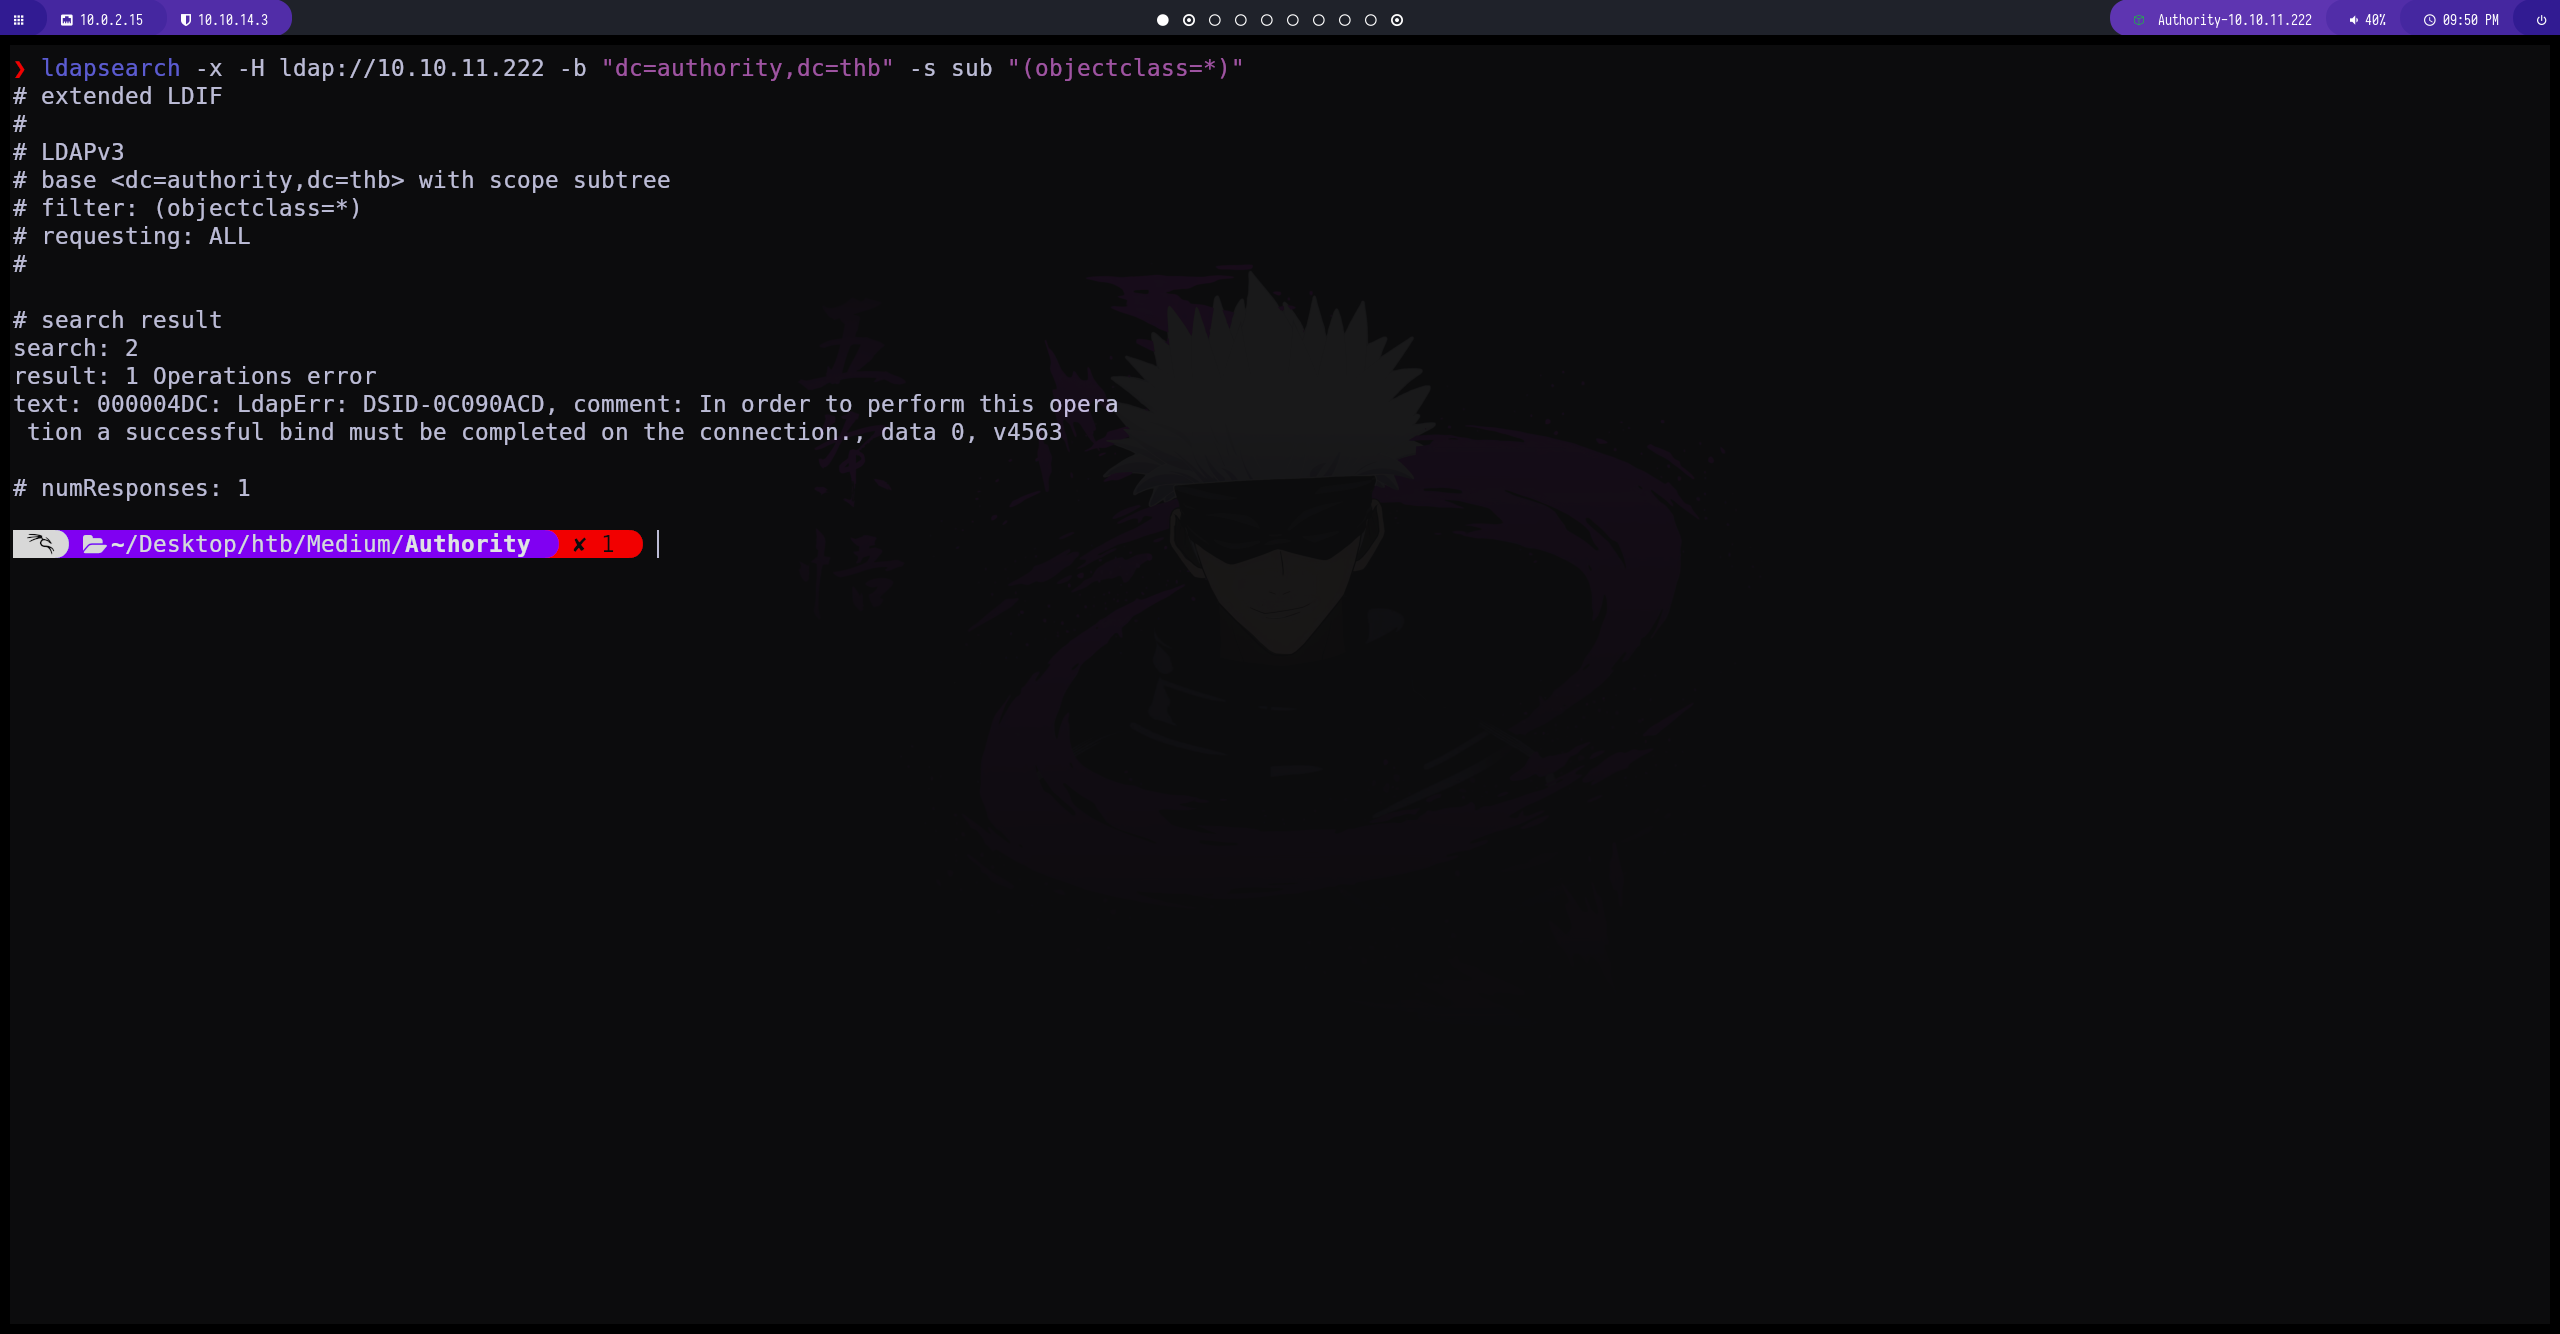 10.0.2.15 10.10.14.3 Authority-10.10.11.222 40% 09:50 PM
❯ ldapsearch -x -H ldap://10.10.11.222 -b "dc=authority,dc=thb" -s sub "(objectclass=*)"
# extended LDIF
#
# LDAPv3
# base <dc=authority,dc=thb> with scope subtree
# filter: (objectclass=*)
# requesting: ALL
#
# search result
search: 2
result: 1 Operations error
text: 000004DC: LdapErr: DSID-0C090ACD, comment: In order to perform this opera
 tion a successful bind must be completed on the connection., data 0, v4563
# numResponses: 1
~/Desktop/htb/Medium/Authority ✘ 1
五
条
悟